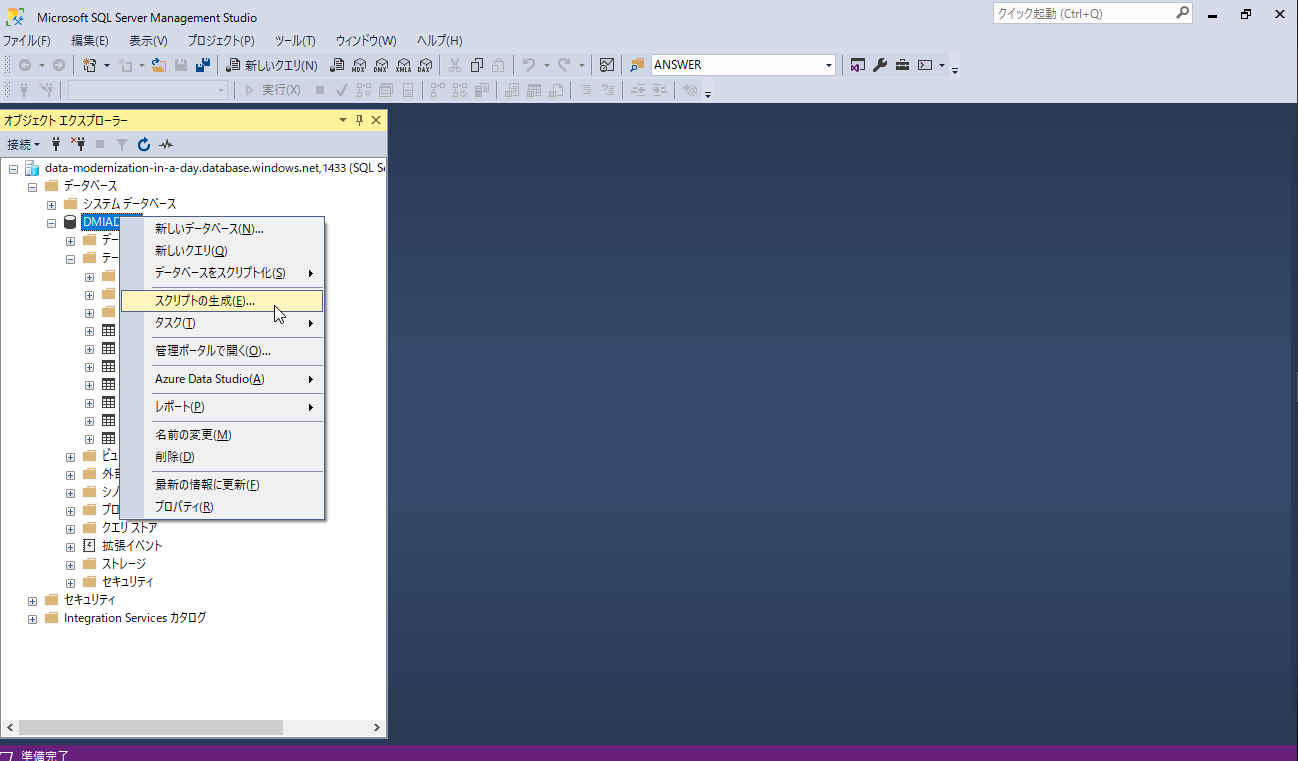 Microsoft SQL Server Management Studio
クイック起動 (Ctrl+Q)
ファイル(F) 編集(E) 表示(V) プロジェクト(P) ツール(T) ウィンドウ(W) ヘルプ(H)
新しいクエリ(N) MDX DMX XMLA DAX ANSWER
実行(X)
オブジェクト エクスプローラー
接続
data-modernization-in-a-day.database.windows.net,1433 (SQL Se
データベース
システム データベース
DMIAD
新しいデータベース(N)...
新しいクエリ(Q)
データベースをスクリプト化(S)
スクリプトの生成(E)...
タスク(T)
管理ポータルで開く(O)...
Azure Data Studio(A)
レポート(P)
名前の変更(M)
削除(D)
最新の情報に更新(F)
プロパティ(R)
デー
テー
ビュ
外部
シノ
プロ
クエリ ストア
拡張イベント
ストレージ
セキュリティ
セキュリティ
Integration Services カタログ
準備完了